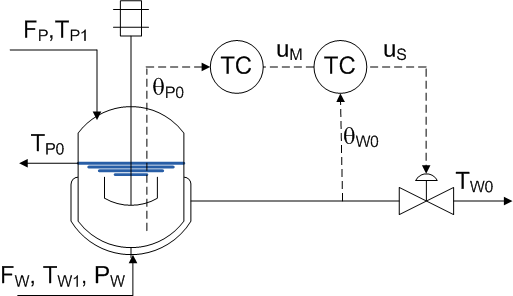 F_P, T_P1
TC
u_M
TC
u_S
θ_P0
T_P0
θ_W0
T_W0
F_W, T_W1, P_W